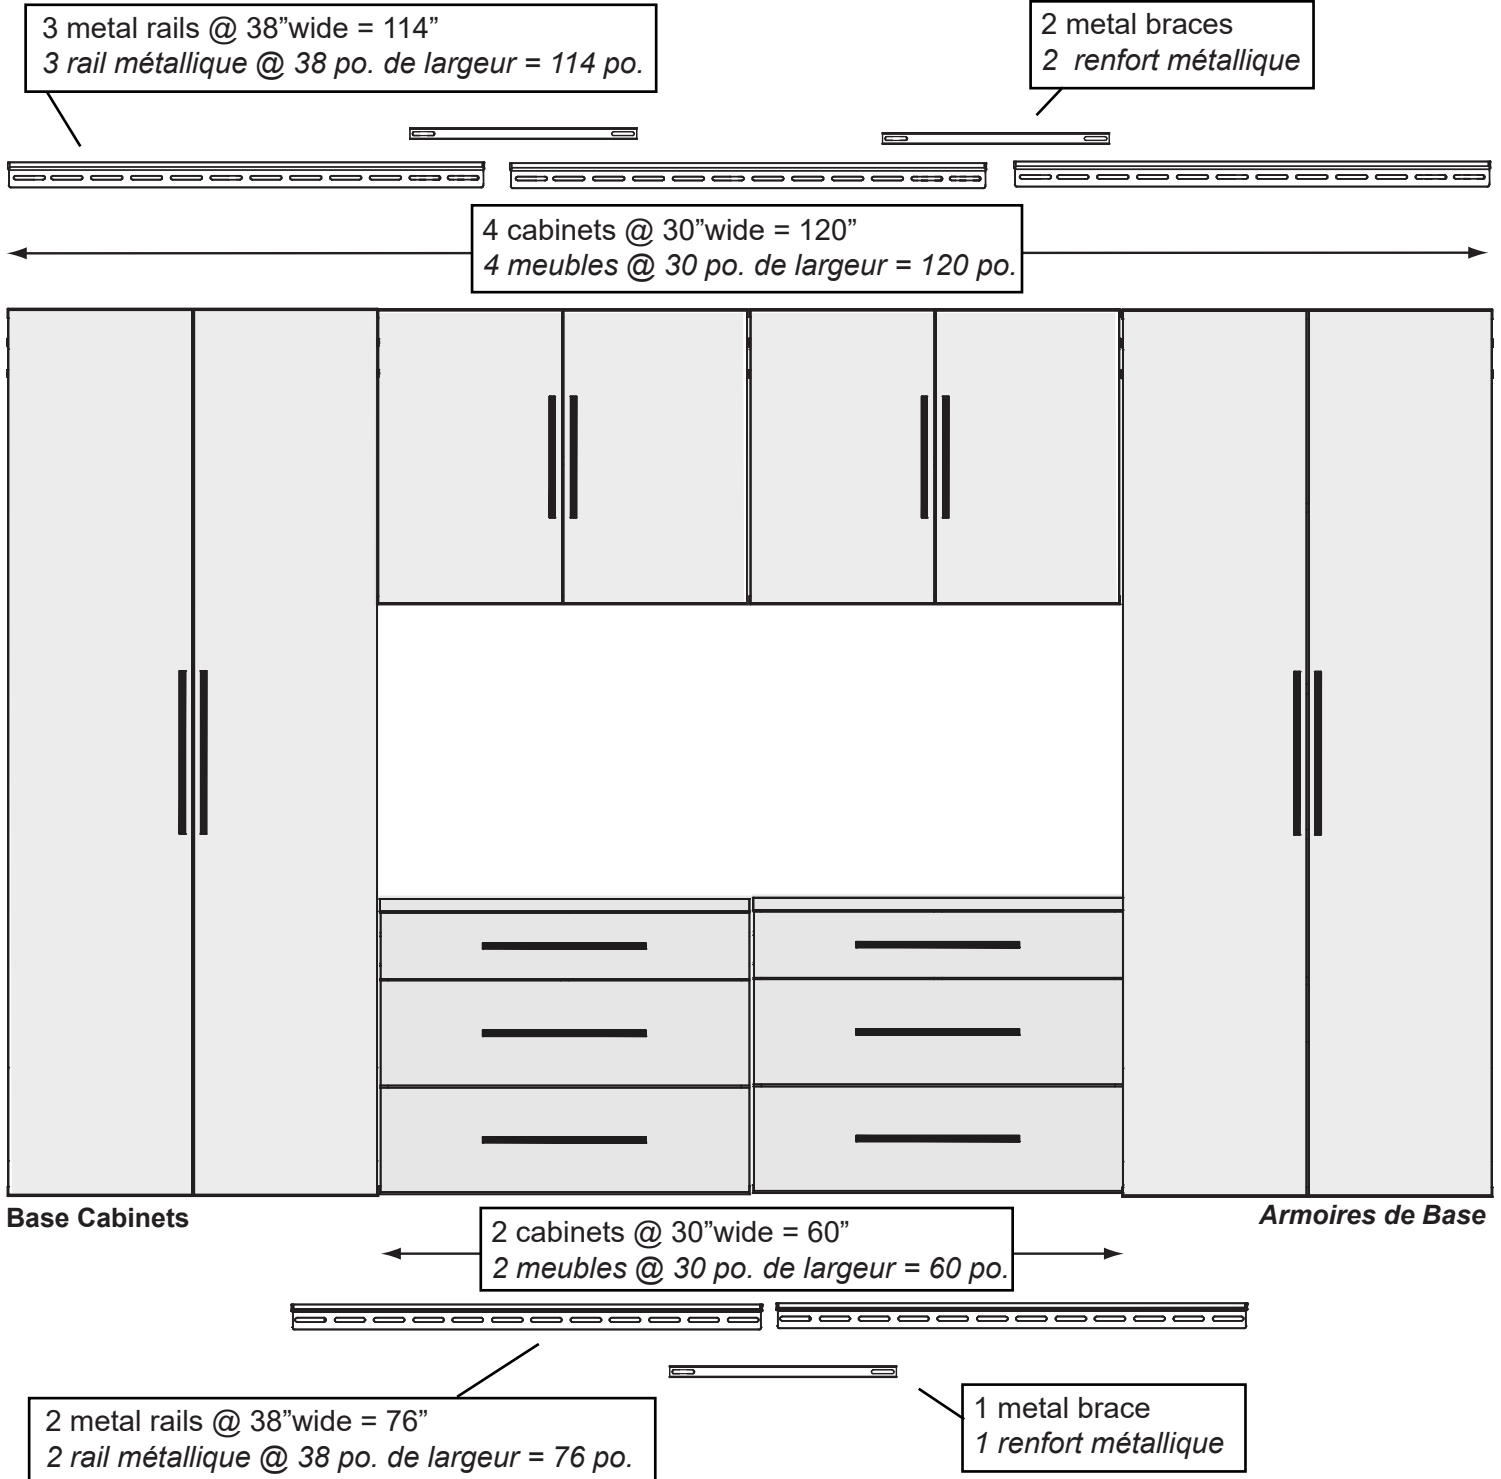 3 metal rails @ 38”wide = 114”
3 rail métallique @ 38 po. de largeur = 114 po.
2 metal braces
2 renfort métallique
4 cabinets @ 30”wide = 120”
4 meubles @ 30 po. de largeur = 120 po.
Base Cabinets
Armoires de Base
2 cabinets @ 30”wide = 60”
2 meubles @ 30 po. de largeur = 60 po.
2 metal rails @ 38”wide = 76”
2 rail métallique @ 38 po. de largeur = 76 po.
1 metal brace
1 renfort métallique